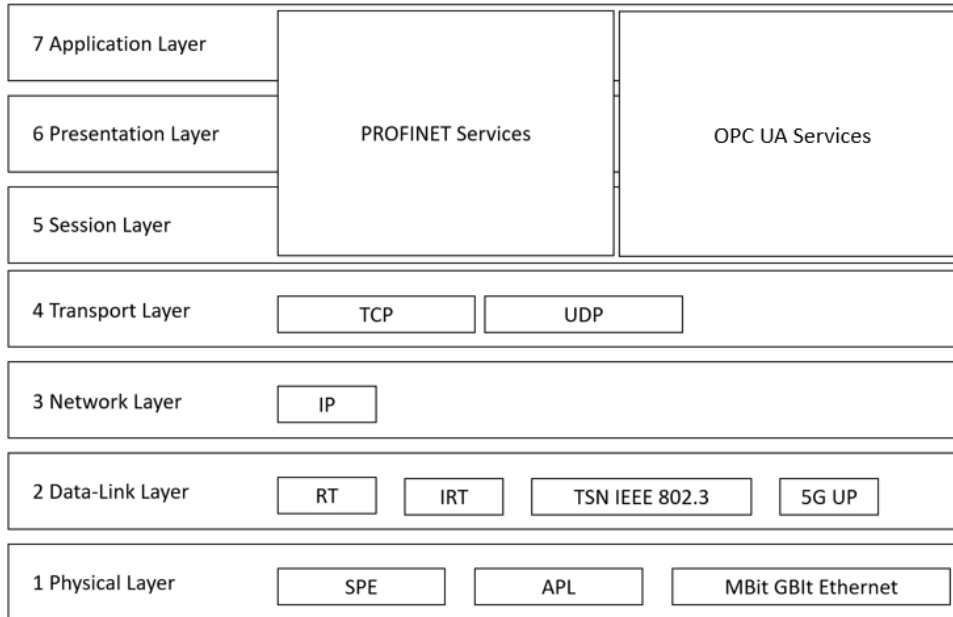 7 Application Layer
6 Presentation Layer
PROFINET Services
OPC UA Services
5 Session Layer
4 Transport Layer
TCP
UDP
3 Network Layer
IP
2 Data-Link Layer
RT
IRT
TSN IEEE 802.3
5G UP
1 Physical Layer
SPE
APL
MBit GBIt Ethernet